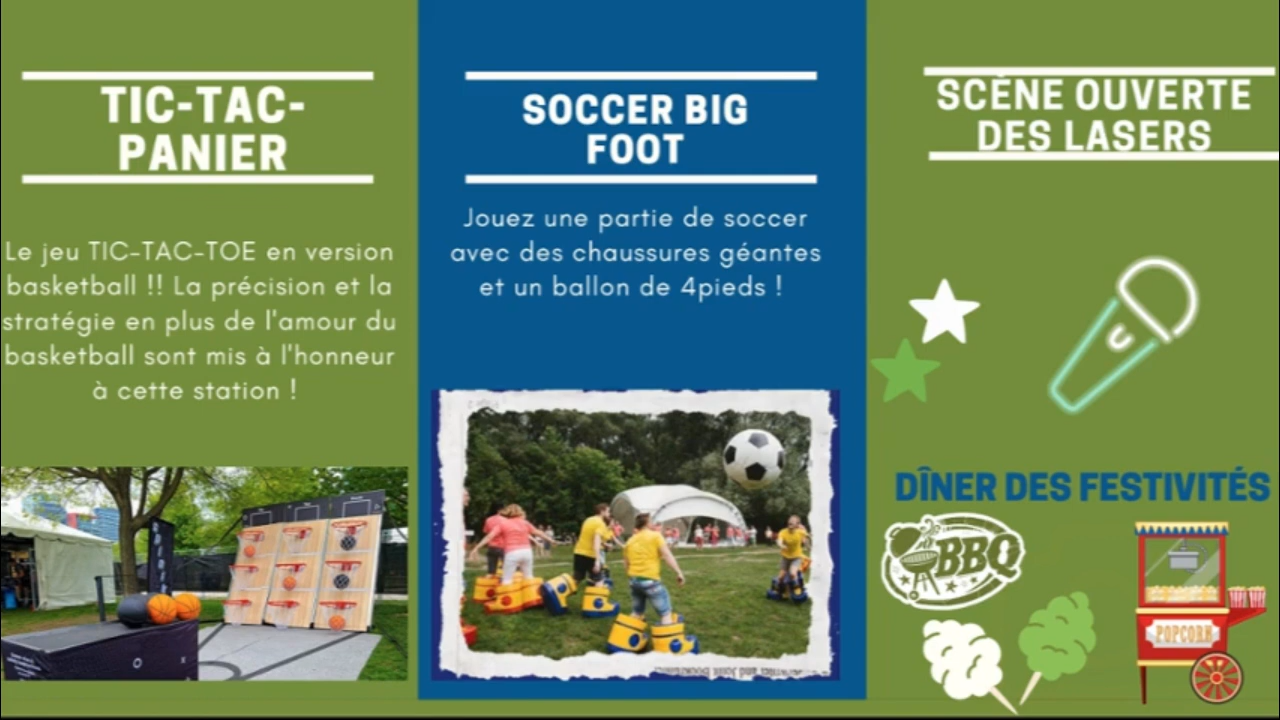 TIC-TAC-
PANIER
Le jeu TIC-TAC-TOE en version
basketball !! La précision et la
stratégie en plus de l'amour du
basketball sont mis à l'honneur
à cette station !
SOCCER BIG
FOOT
Jouez une partie de soccer
avec des chaussures géantes
et un ballon de 4pieds !
SCÈNE OUVERTE
DES LASERS
DÎNER DES FESTIVITÉS
BBQ
POPCORN